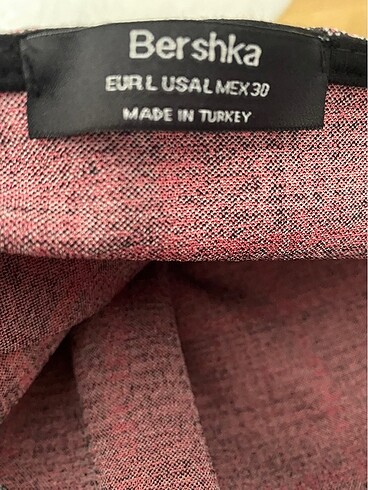 Bershka
EUR L USA L MEX 30
MADE IN TURKEY